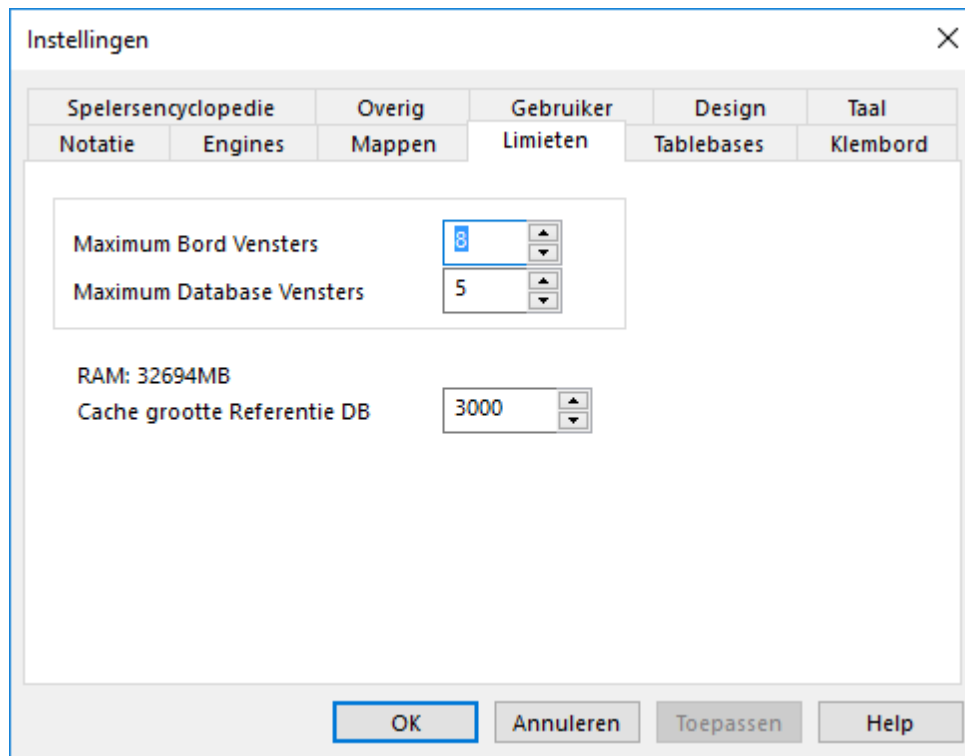 Instellingen
Spelersencyclopedie Overig Gebruiker Design Taal
Notatie Engines Mappen Limieten Tablebases Klembord
Maximum Bord Vensters 8
Maximum Database Vensters 5
RAM: 32694MB
Cache grootte Referentie DB 3000
OK Annuleren Toepassen Help